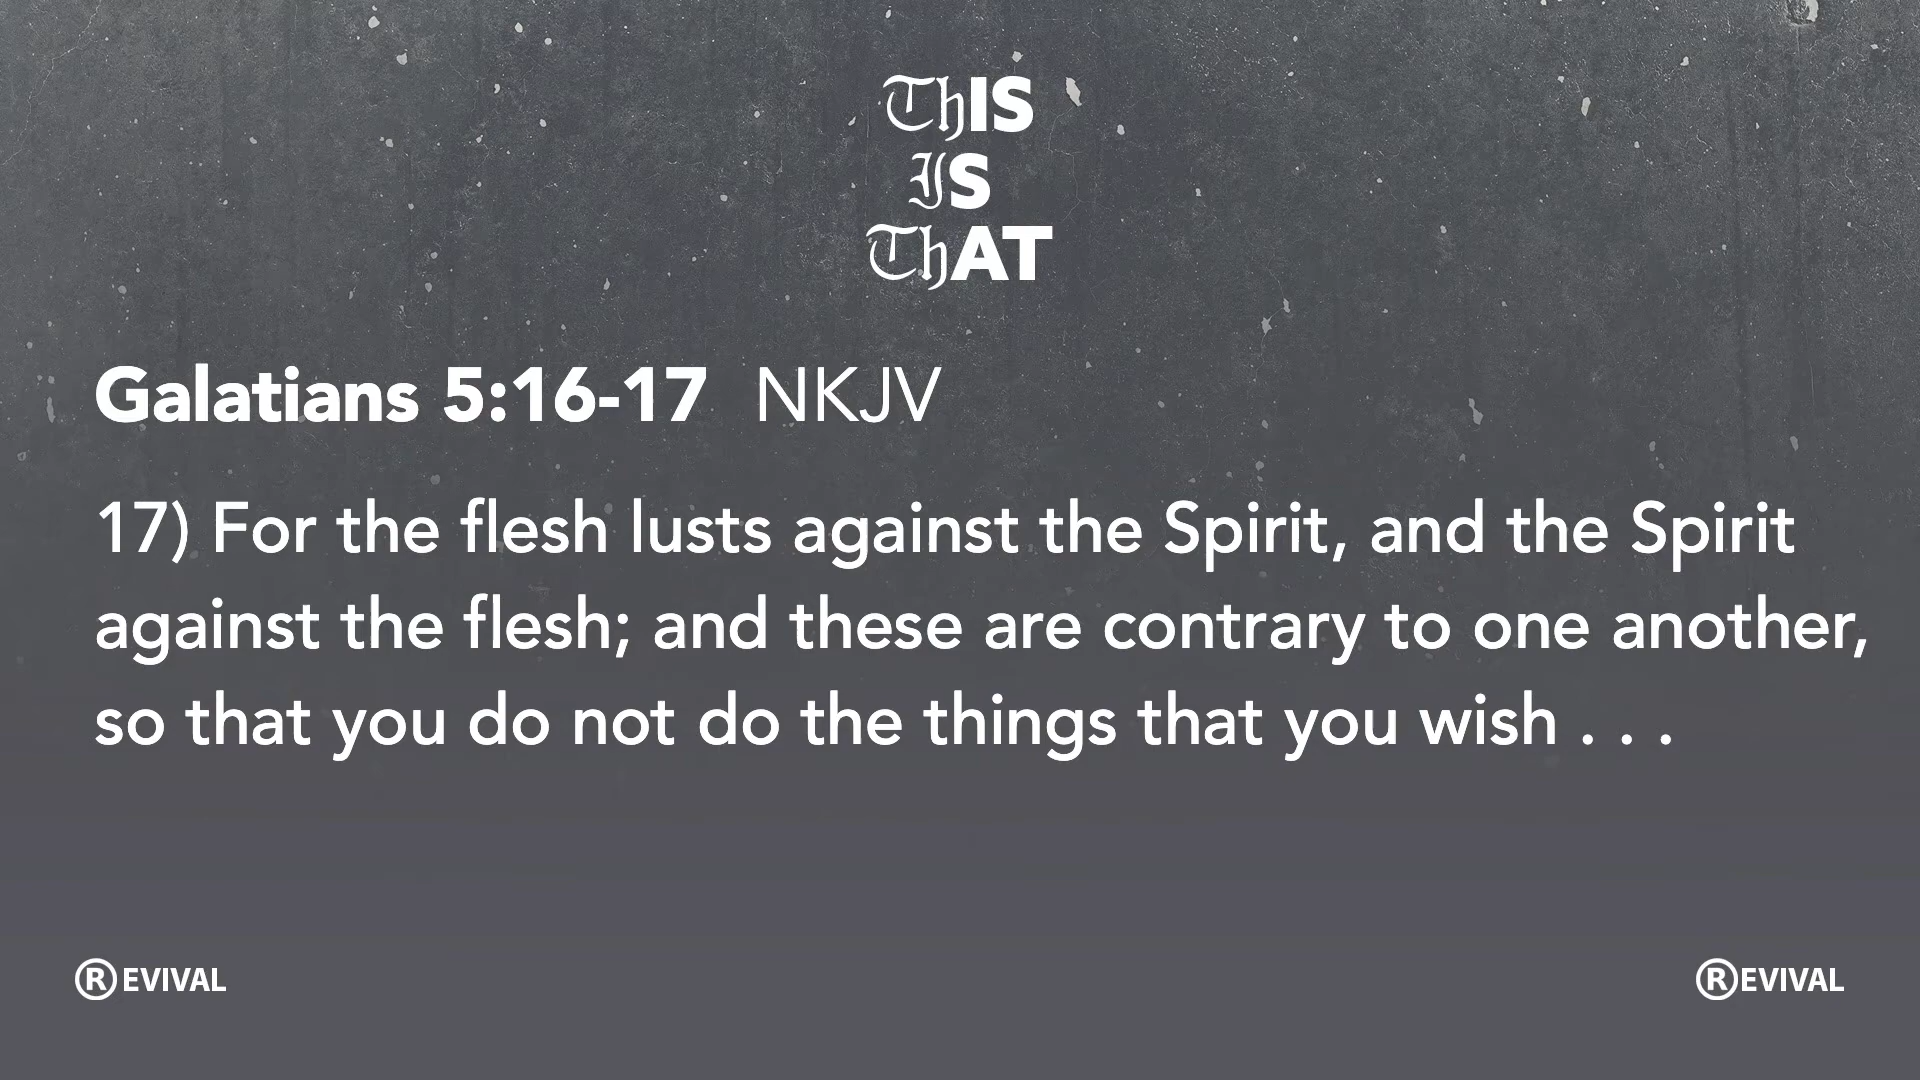 ThIS
IS
ThAT
Galatians 5:16-17 NKJV
17) For the flesh lusts against the Spirit, and the Spirit
against the flesh; and these are contrary to one another,
so that you do not do the things that you wish . . .
®EVIVAL
®EVIVAL